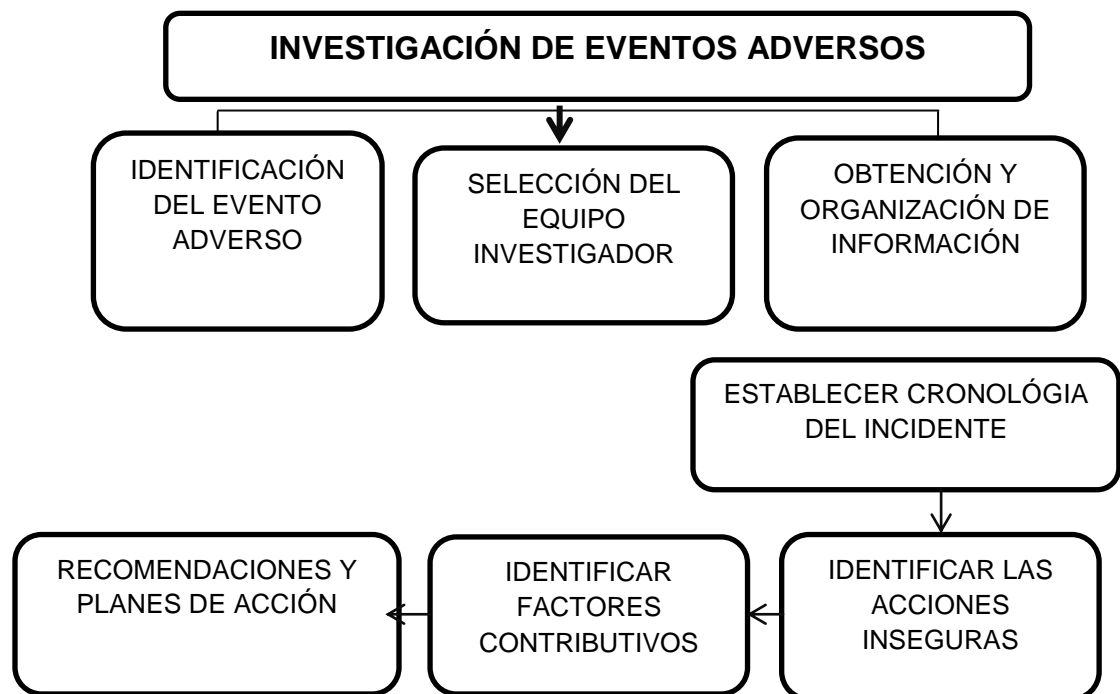 INVESTIGACIÓN DE EVENTOS ADVERSOS
IDENTIFICACIÓN
DEL EVENTO
ADVERSO
SELECCIÓN DEL
EQUIPO
INVESTIGADOR
OBTENCIÓN Y
ORGANIZACIÓN DE
INFORMACIÓN
ESTABLECER CRONOLÓGIA
DEL INCIDENTE
IDENTIFICAR LAS
ACCIONES
INSEGURAS
IDENTIFICAR
FACTORES
CONTRIBUTIVOS
RECOMENDACIONES Y
PLANES DE ACCIÓN